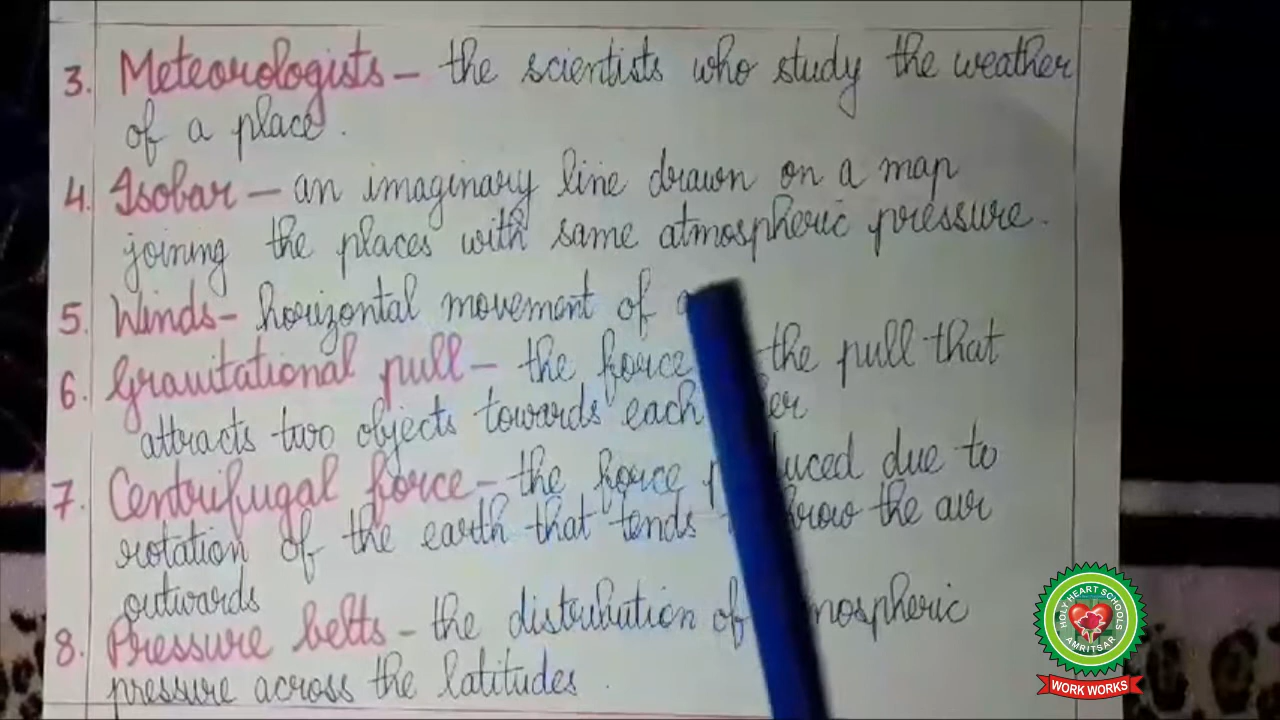 3. Meteorologists – the scientists who study the weather
of a place.
4. Isobar – an imaginary line drawn on a map
joining the places with same atmospheric pressure.
5. Winds – horizontal movement of
6. Gravitational pull – the force the pull that
attracts two objects towards each
7. Centrifugal force – the force due to
rotation of the earth that tends the air
outwards
8. Pressure belts – the distribution of
pressure across the latitudes.
HOLY HEART SCHOOLS
AMRITSAR
WORK WORKS